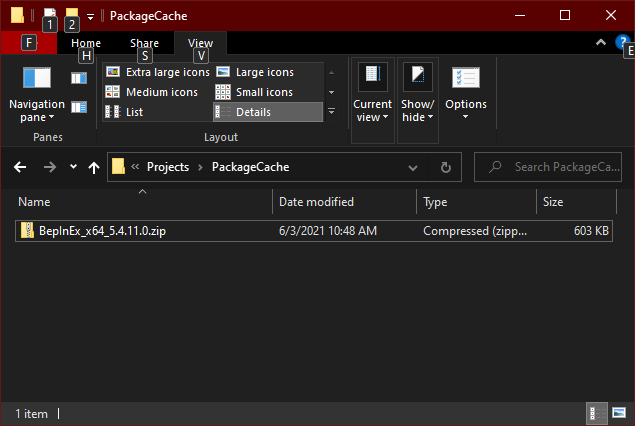 PackageCache
1 2
F Home Share View
H S V E
Extra large icons Large icons
Medium icons Small icons
List Details
Navigation pane
Current view
Show/ hide
Options
Panes Layout
« Projects > PackageCache
Search PackageCa...
Name Date modified Type Size
BepInEx_x64_5.4.11.0.zip 6/3/2021 10:48 AM Compressed (zipp... 603 KB
1 item